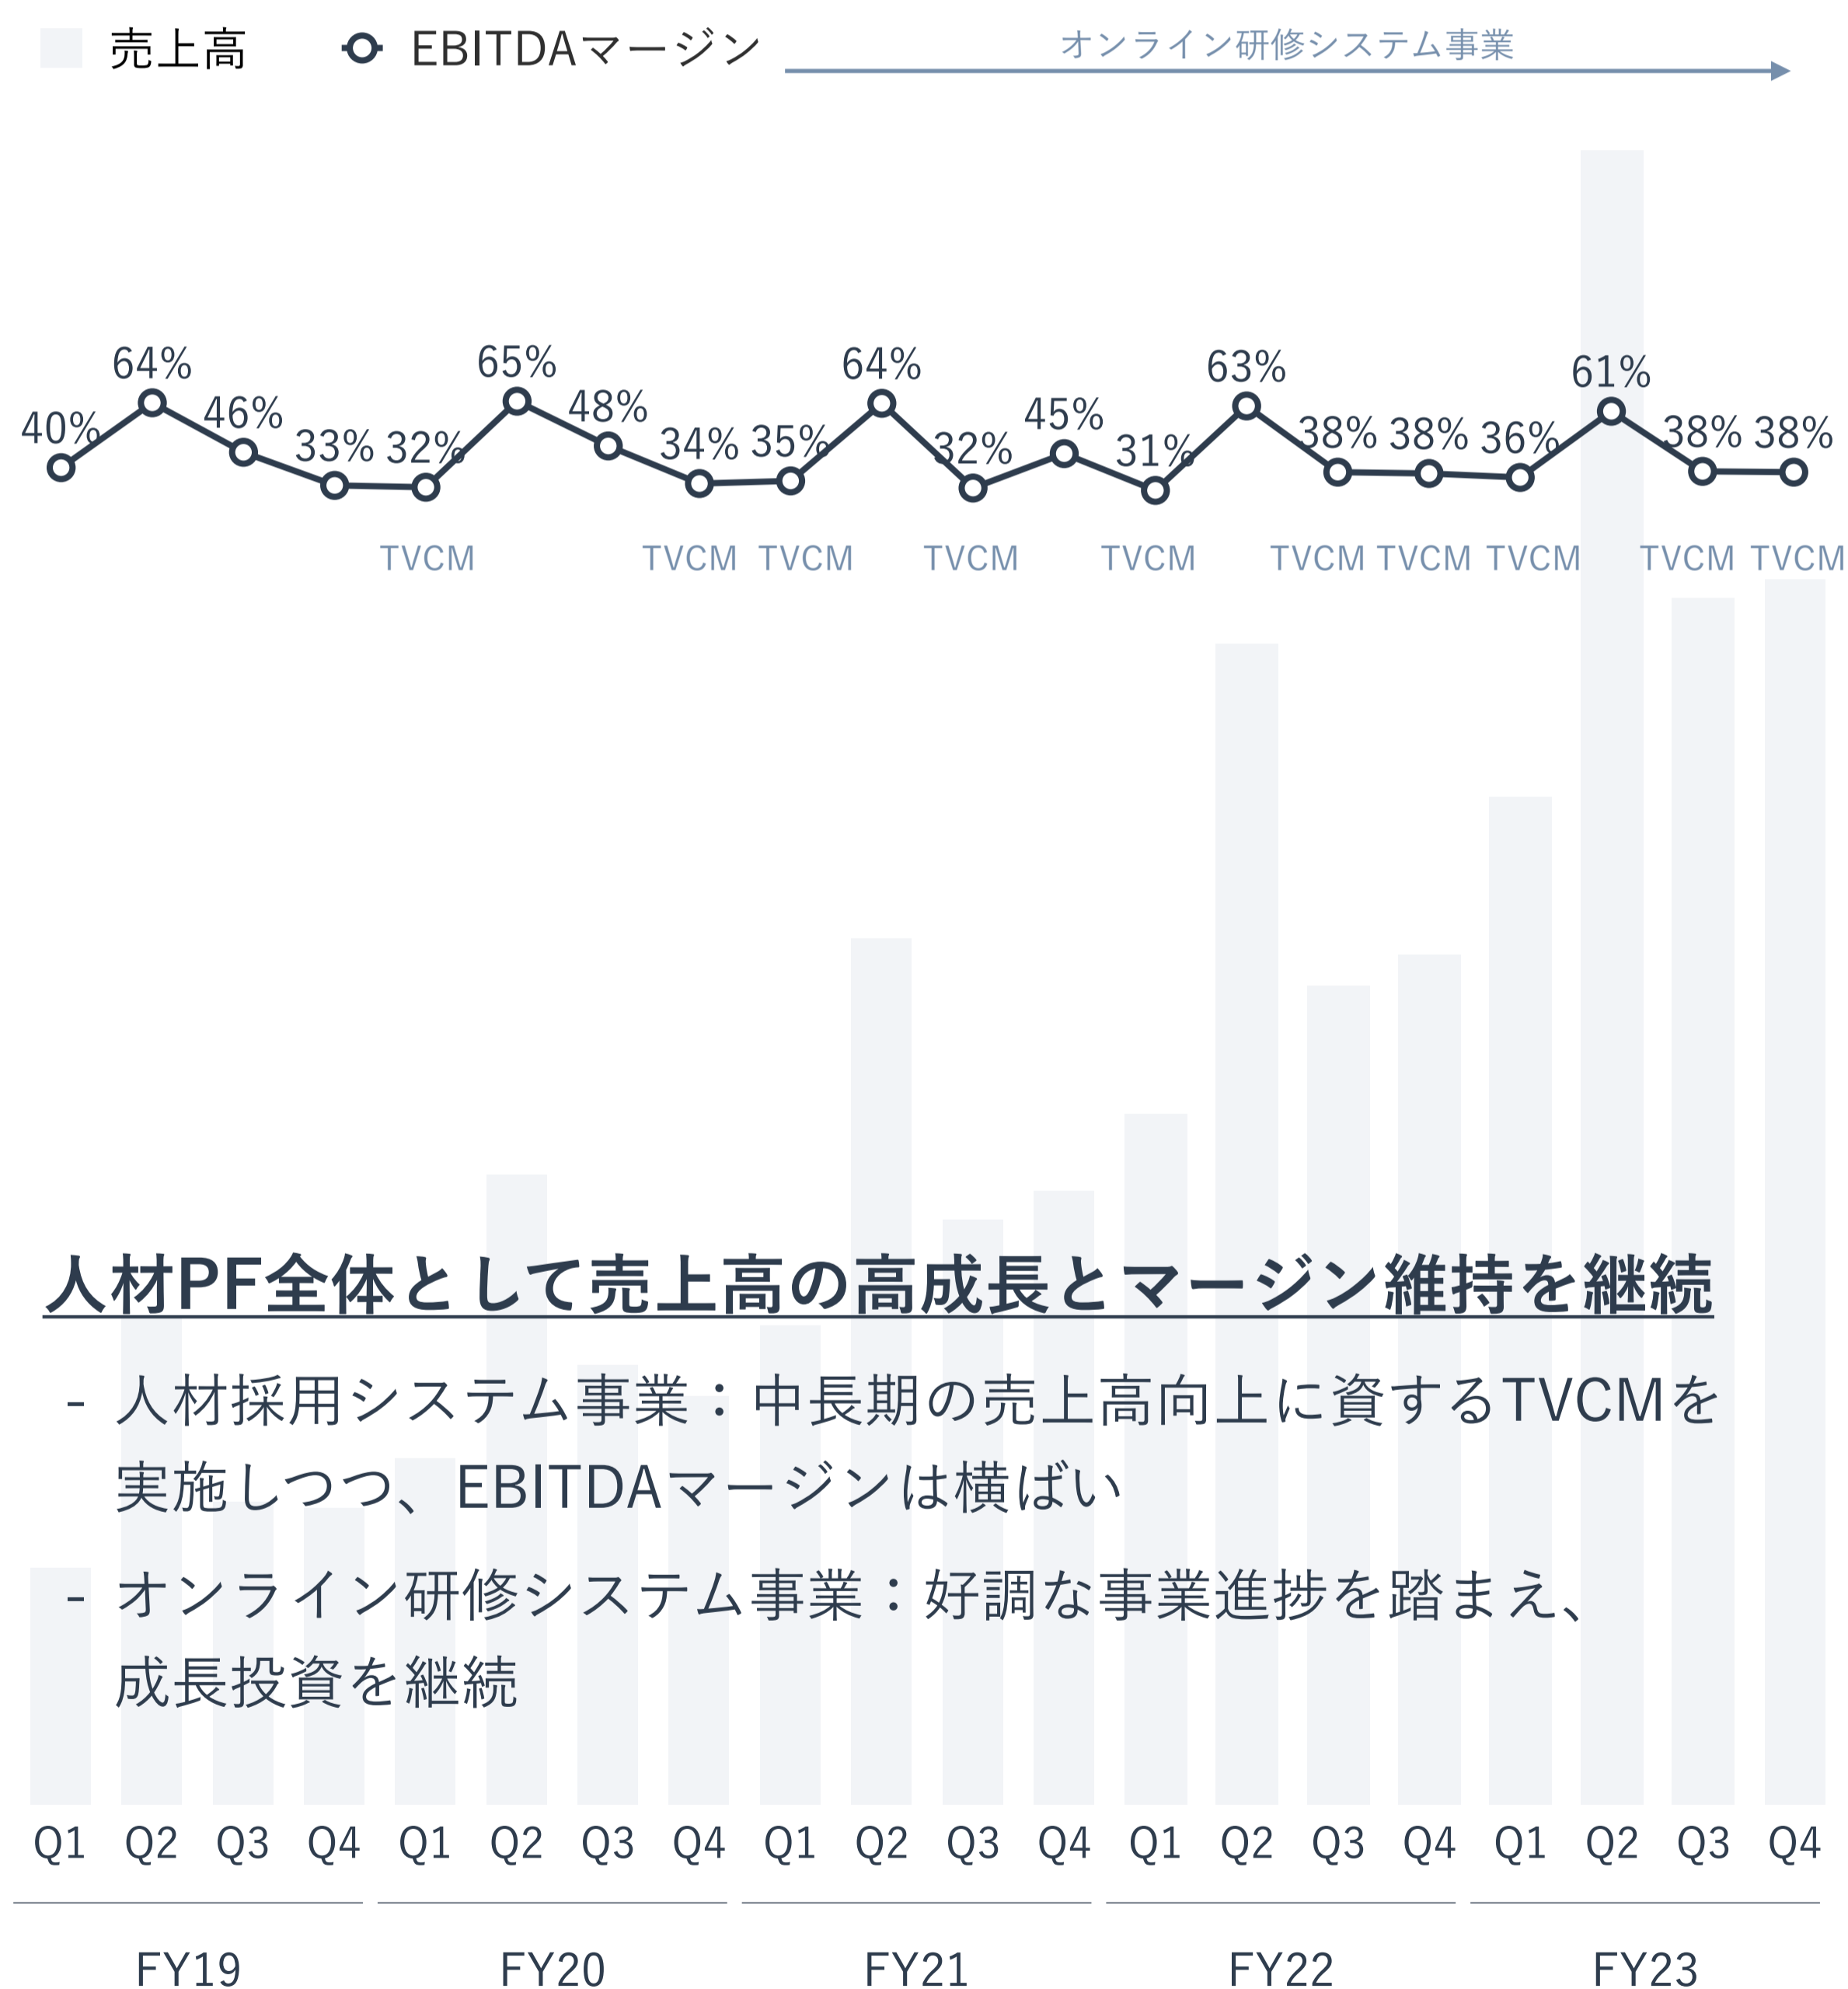 売上高 EBITDAマージン オンライン研修システム事業
40% 64% 46% 33% 32% 65% 48% 34% 35% 64% 32% 45% 31% 63% 38% 38% 36% 61% 38% 38%
TVCM TVCM TVCM TVCM TVCM TVCM TVCM TVCM TVCM TVCM
人材PF全体として売上高の高成長とマージン維持を継続
- 人材採用システム事業：中長期の売上高向上に資するTVCMを
実施しつつ、EBITDAマージンは横ばい
- オンライン研修システム事業：好調な事業進捗を踏まえ、
成長投資を継続
Q1 Q2 Q3 Q4 Q1 Q2 Q3 Q4 Q1 Q2 Q3 Q4 Q1 Q2 Q3 Q4 Q1 Q2 Q3 Q4
FY19 FY20 FY21 FY22 FY23